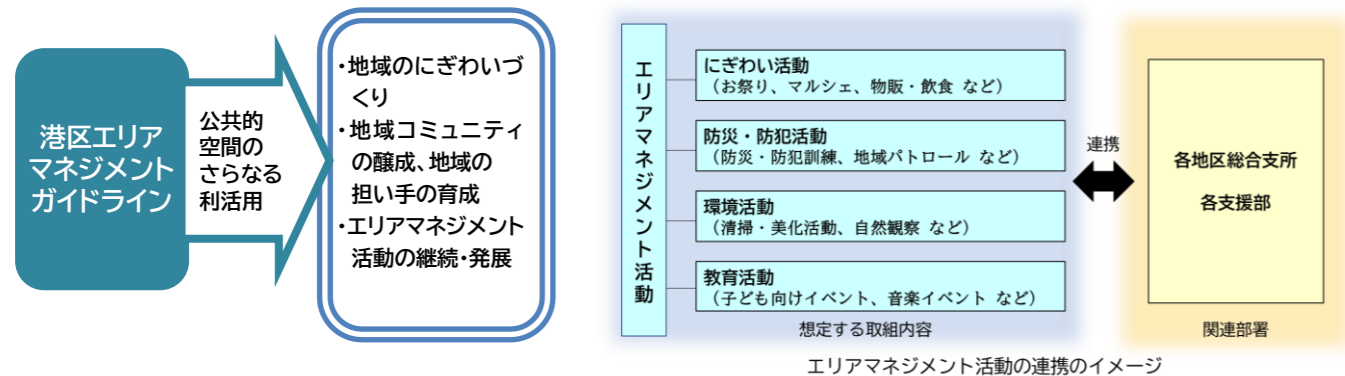 港区エリア
マネジメント
ガイドライン
公共的
空間の
さらなる
利活用
・地域のにぎわいづ
くり
・地域コミュニティ
の醸成、地域の
担い手の育成
・エリアマネジメント
活動の継続・発展
エリアマネジメント活動
にぎわい活動
（お祭り、マルシェ、物販・飲食 など）
防災・防犯活動
（防災・防犯訓練、地域パトロール など）
環境活動
（清掃・美化活動、自然観察 など）
教育活動
（子ども向けイベント、音楽イベント など）
想定する取組内容
連携
各地区総合支所
各支援部
関連部署
エリアマネジメント活動の連携のイメージ